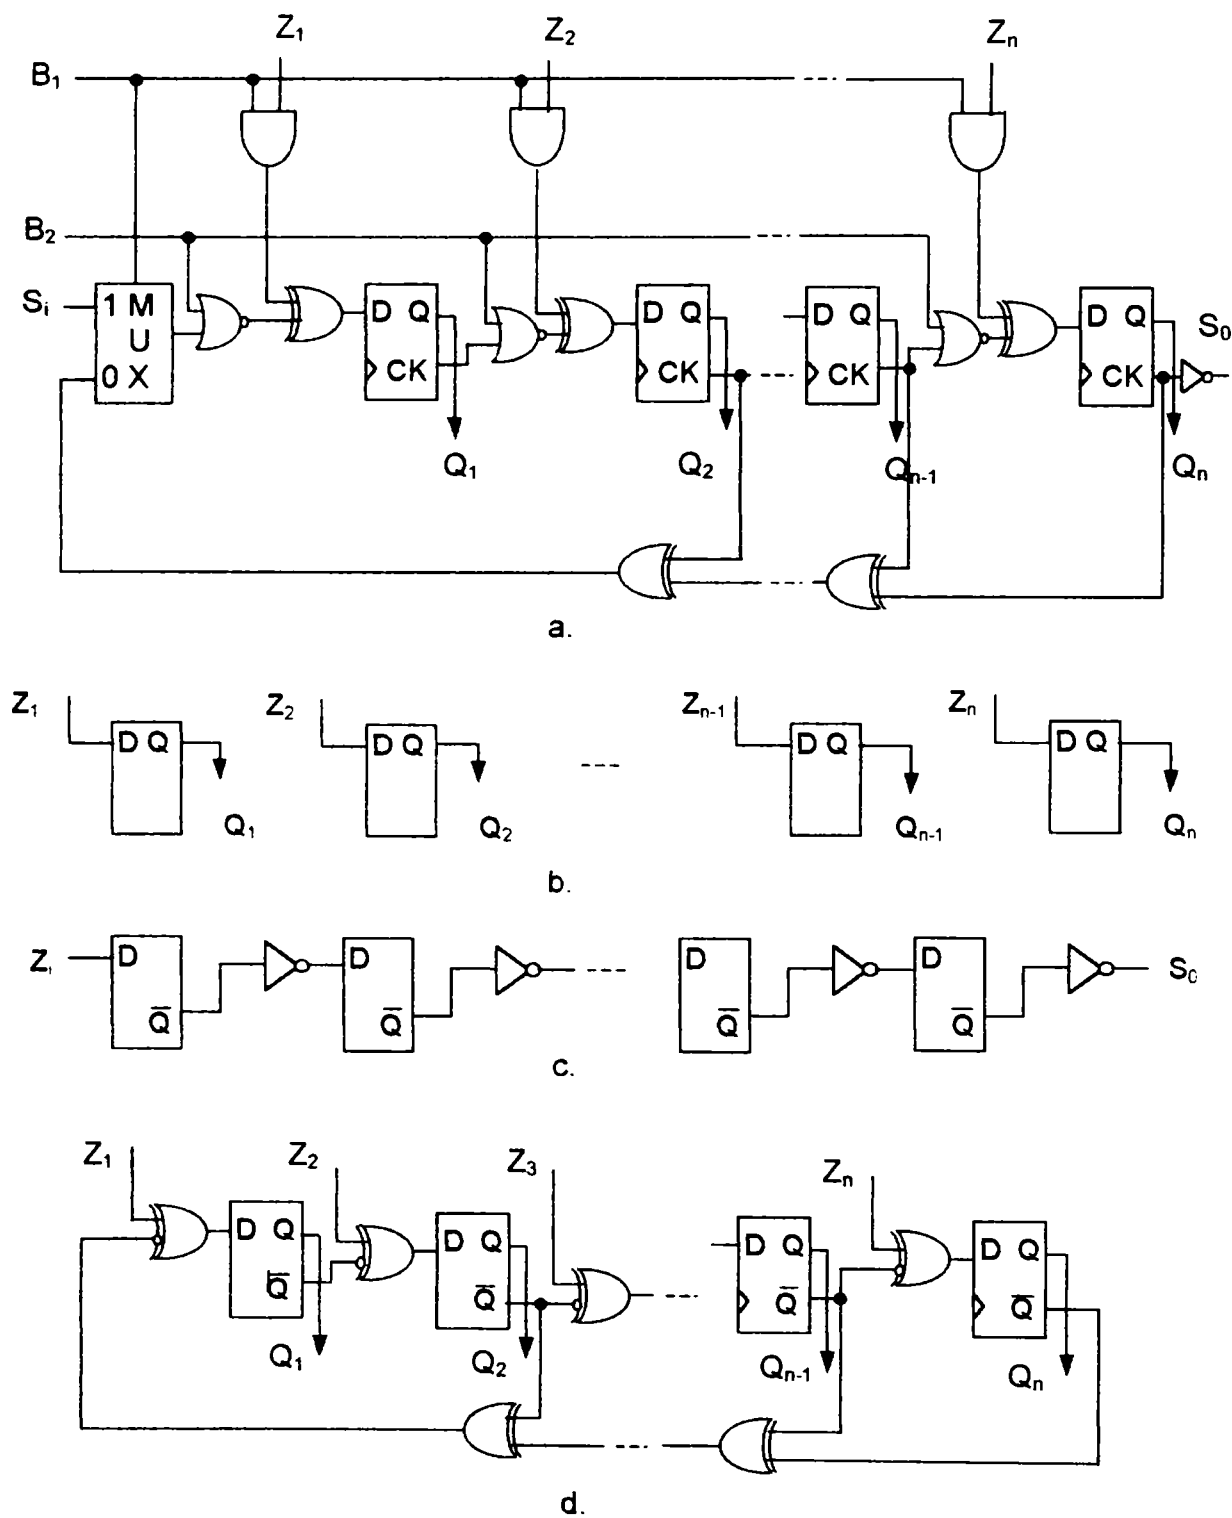 Z₁ Z₂ Zₙ
B₁
B₂
Sᵢ 1 M D Q D Q D Q D Q S₀
U
0 X CK CK CK CK
Q₁ Q₂ Qₙ₋₁ Qₙ
a.
Z₁ Z₂ Zₙ₋₁ Zₙ
D Q D Q D Q D Q
Q₁ Q₂ Qₙ₋₁ Qₙ
b.
Zᵢ D D D D S₀
Q̅ Q̅ Q̅ Q̅
c.
Z₁ Z₂ Z₃ Zₙ
D Q D Q D Q D Q
Q̅ Q̅ Q̅ Q̅
Q₁ Q₂ Qₙ₋₁ Qₙ
d.